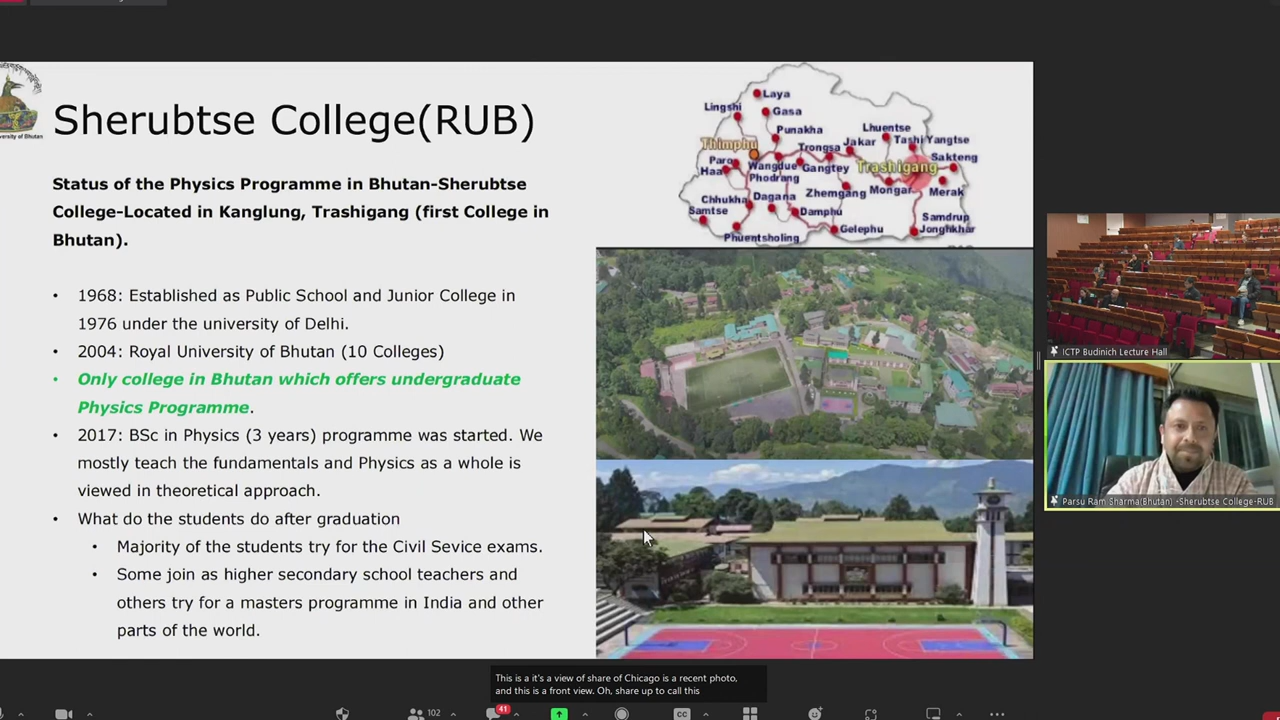 University of Bhutan
Sherubtse College(RUB)
Status of the Physics Programme in Bhutan-Sherubtse
College-Located in Kanglung, Trashigang (first College in
Bhutan).
• 1968: Established as Public School and Junior College in
1976 under the university of Delhi.
• 2004: Royal University of Bhutan (10 Colleges)
• Only college in Bhutan which offers undergraduate
Physics Programme.
• 2017: BSc in Physics (3 years) programme was started. We
mostly teach the fundamentals and Physics as a whole is
viewed in theoretical approach.
• What do the students do after graduation
• Majority of the students try for the Civil Sevice exams.
• Some join as higher secondary school teachers and
others try for a masters programme in India and other
parts of the world.
Laya
Lingshi
Gasa
Punakha
Lhuentse
Thimphu
Trongsa
Jakar
Tashi Yangtse
Paro
Sakteng
Haa
Wangdue
Phodrang
Gangtey
Trashigang
Mongar
Merak
Zhemgang
Chhukha
Dagana
Samtse
Damphu
Samdrup
Jongkhar
Phuentsholing
Gelephu
ICTP Budinich Lecture Hall
Parsu Ram Sharma(Bhutan) -Sherubtse College-RUB
This is a it's a view of share of Chicago is a recent photo,
and this is a front view. Oh, share up to call this
102
41
CC